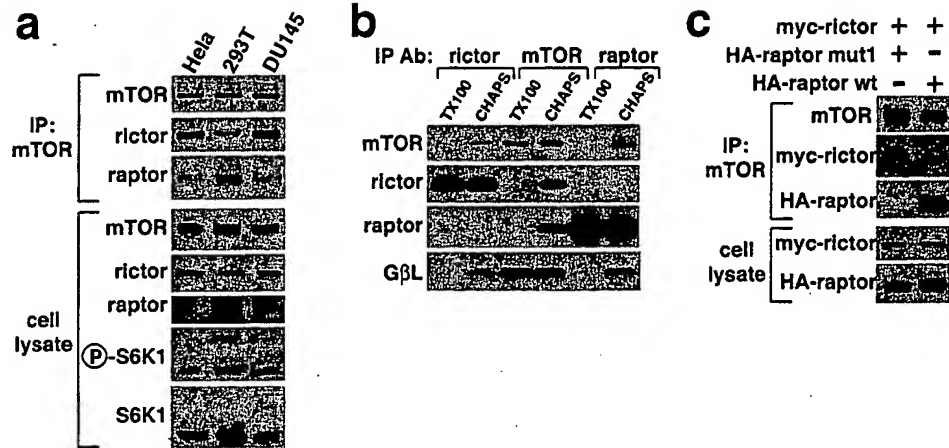 a
Hela 293T DU145
IP: mTOR
mTOR
rictor
raptor
cell lysate
mTOR
rictor
raptor
P-S6K1
S6K1
b
IP Ab: rictor mTOR raptor
TX100 CHAPS TX100 CHAPS TX100 CHAPS
mTOR
rictor
raptor
GβL
c
myc-rictor + +
HA-raptor mut1 + -
HA-raptor wt - +
IP: mTOR
mTOR
myc-rictor
HA-raptor
cell lysate
myc-rictor
HA-raptor